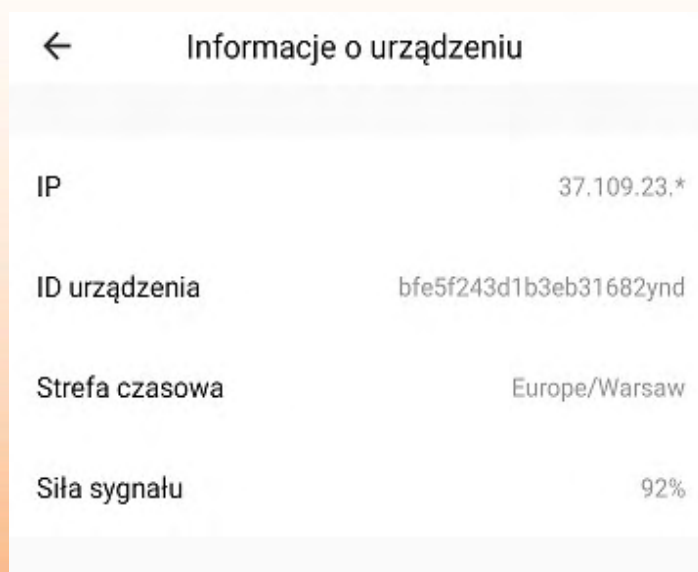 Informacje o urządzeniu
IP 37.109.23.*
ID urządzenia bfe5f243d1b3eb31682ynd
Strefa czasowa Europe/Warsaw
Siła sygnału 92%